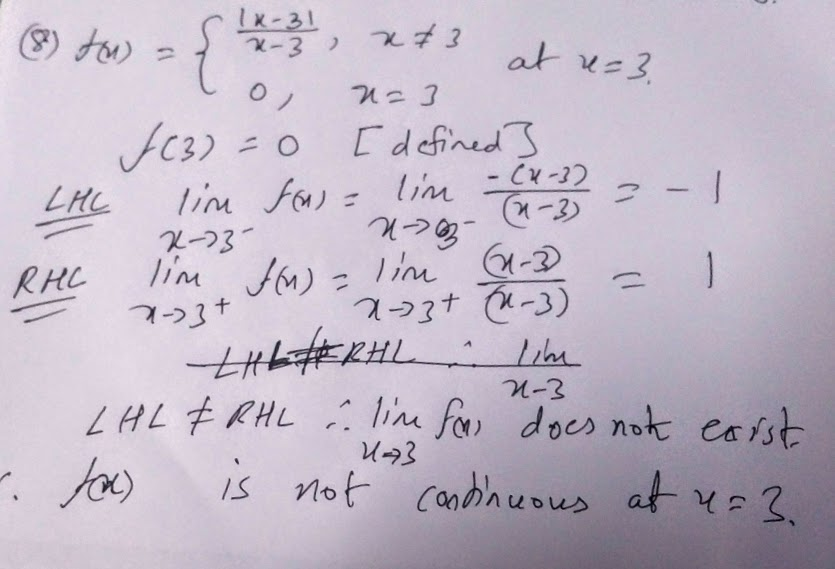 (8) f(x) = { |x-3| / x-3 , x ≠ 3 at x=3.
0, x = 3
f(3) = 0 [defined]
LHL lim x→3⁻ f(x) = lim x→3⁻ -(x-3) / (x-3) = -1
RHL lim x→3+ f(x) = lim x→3+ (x-3) / (x-3) = 1
LHL ≠ RHL ∴ lim x-3
LHL ≠ RHL ∴ lim x→3 f(x) does not exist.
f(x) is not continuous at x=3.